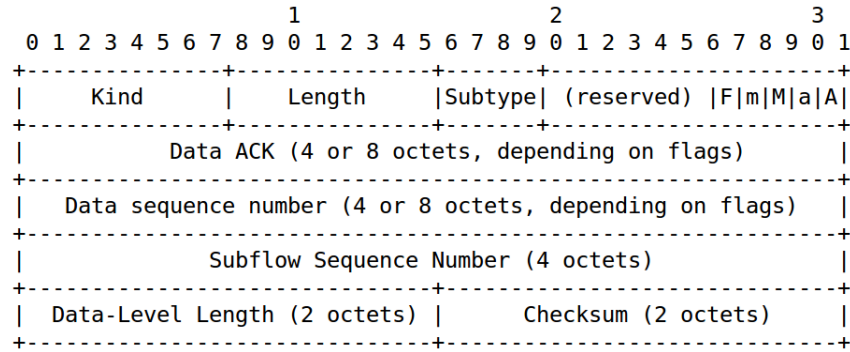 1 2 3
0 1 2 3 4 5 6 7 8 9 0 1 2 3 4 5 6 7 8 9 0 1 2 3 4 5 6 7 8 9 0 1
+---------------+---------------+-------+----------------------+
| Kind | Length |Subtype| (reserved) |F|m|M|a|A|
+---------------+---------------+-------+----------------------+
| Data ACK (4 or 8 octets, depending on flags) |
+--------------------------------------------------------------+
| Data sequence number (4 or 8 octets, depending on flags) |
+--------------------------------------------------------------+
| Subflow Sequence Number (4 octets) |
+-------------------------------+------------------------------+
| Data-Level Length (2 octets) | Checksum (2 octets) |
+-------------------------------+------------------------------+